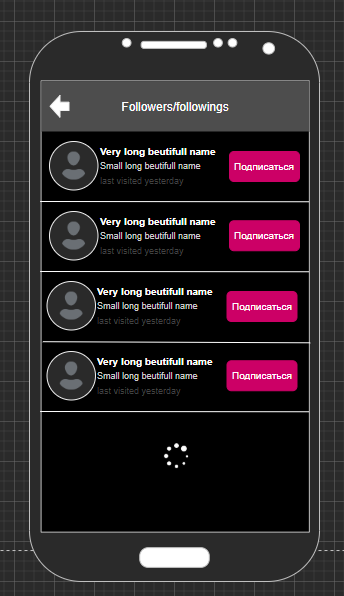 Followers/followings
Very long beutifull name
Small long beutifull name
last visited yesterday
Подписаться
Very long beutifull name
Small long beutifull name
last visited yesterday
Подписаться
Very long beutifull name
Small long beutifull name
last visited yesterday
Подписаться
Very long beutifull name
Small long beutifull name
last visited yesterday
Подписаться